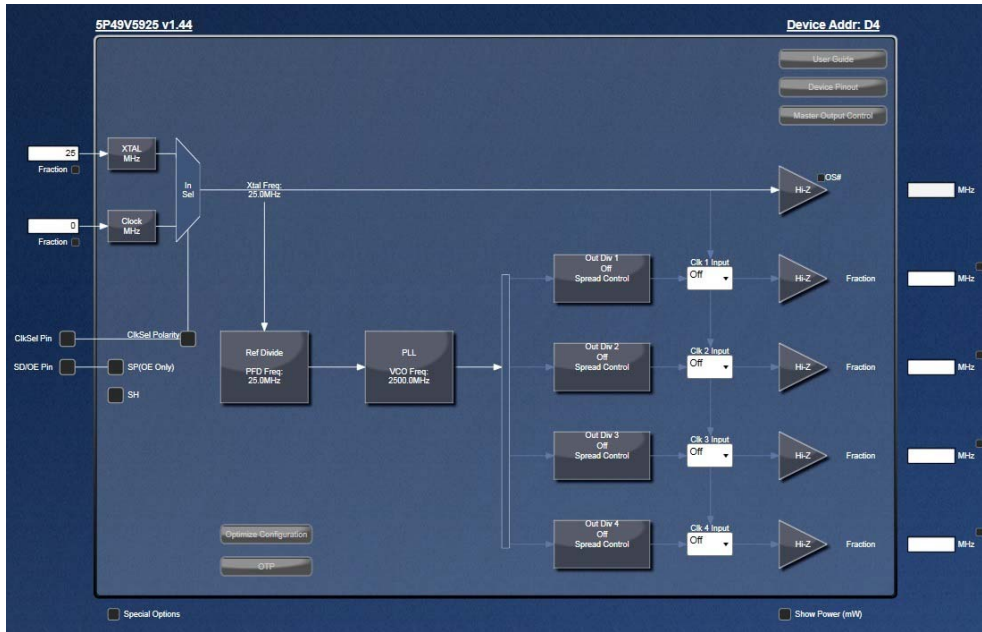 5P49V5925 v1.44
Device Addr: D4
User Guide
Device Pinout
Master Output Control
25
XTAL
MHz
Fraction
In
Sel
Xtal Freq:
25.0MHz
Hi-Z
OS#
MHz
0
Clock
MHz
Fraction
Out Div 1
Off
Spread Control
Clk 1 Input
Off
Hi-Z
Fraction
MHz
ClkSel Pin
ClkSel Polarity
SD/OE Pin
SP(OE Only)
SH
Ref Divide
PFD Freq:
25.0MHz
PLL
VCO Freq:
2500.0MHz
Out Div 2
Off
Spread Control
Clk 2 Input
Off
Hi-Z
Fraction
MHz
Out Div 3
Off
Spread Control
Clk 3 Input
Off
Hi-Z
Fraction
MHz
Out Div 4
Off
Spread Control
Clk 4 Input
Off
Hi-Z
Fraction
MHz
Optimize Configuration
OTP
Special Options
Show Power (mW)